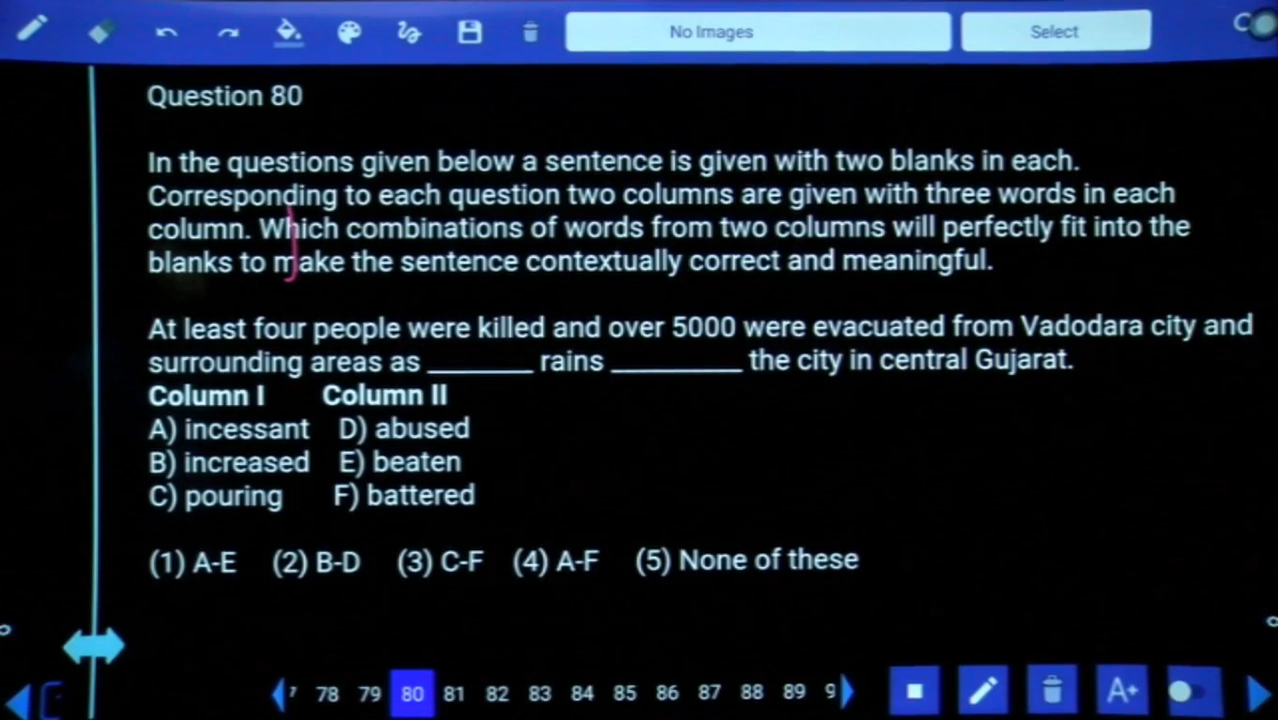 No Images
Select
Question 80
In the questions given below a sentence is given with two blanks in each.
Corresponding to each question two columns are given with three words in each
column. Which combinations of words from two columns will perfectly fit into the
blanks to make the sentence contextually correct and meaningful.
At least four people were killed and over 5000 were evacuated from Vadodara city and
surrounding areas as ________ rains __________ the city in central Gujarat.
Column I Column II
A) incessant D) abused
B) increased E) beaten
C) pouring F) battered
(1) A-E (2) B-D (3) C-F (4) A-F (5) None of these
78 79 80 81 82 83 84 85 86 87 88 89 9
A+